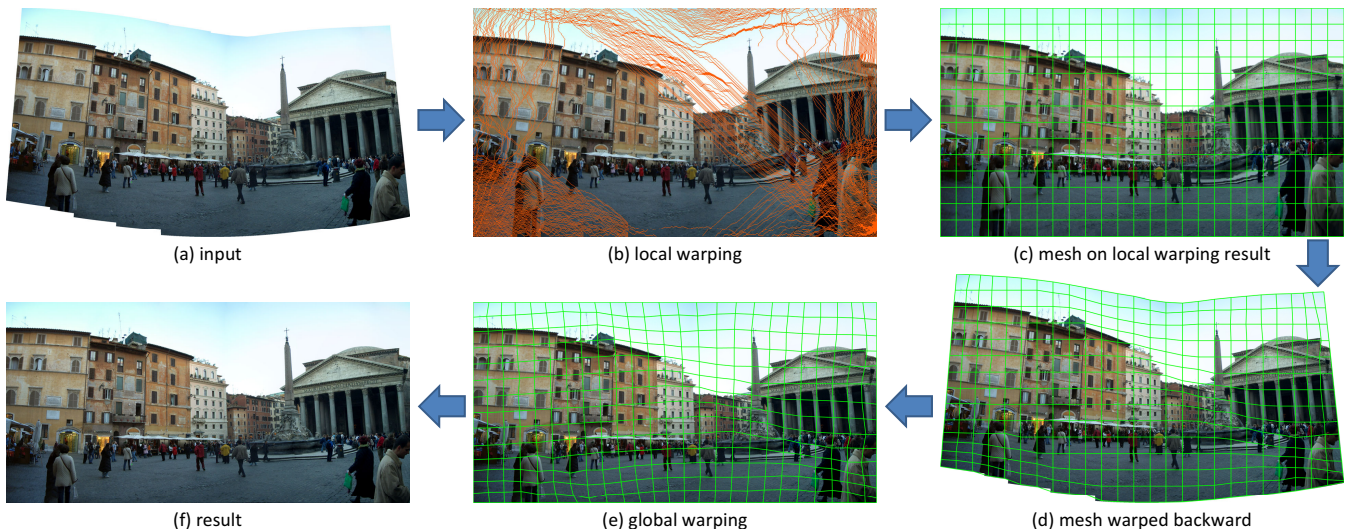 (a) input
(b) local warping
(c) mesh on local warping result
(f) result
(e) global warping
(d) mesh warped backward